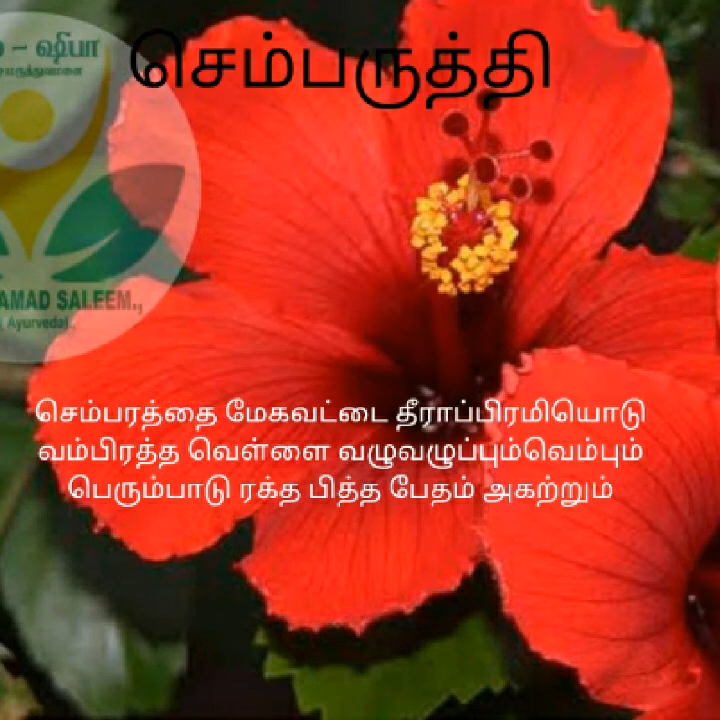 செம்பருத்தி
– ஷிபா
AMAD SALEEM.,
Ayurveda)
செம்பரத்தை மேகவட்டை தீராப்பிரமியொடு
வம்பிரத்த வெள்ளை வழுவழுப்பும்வெம்பும்
பெரும்பாடு ரக்த பித்த பேதம் அகற்றும்